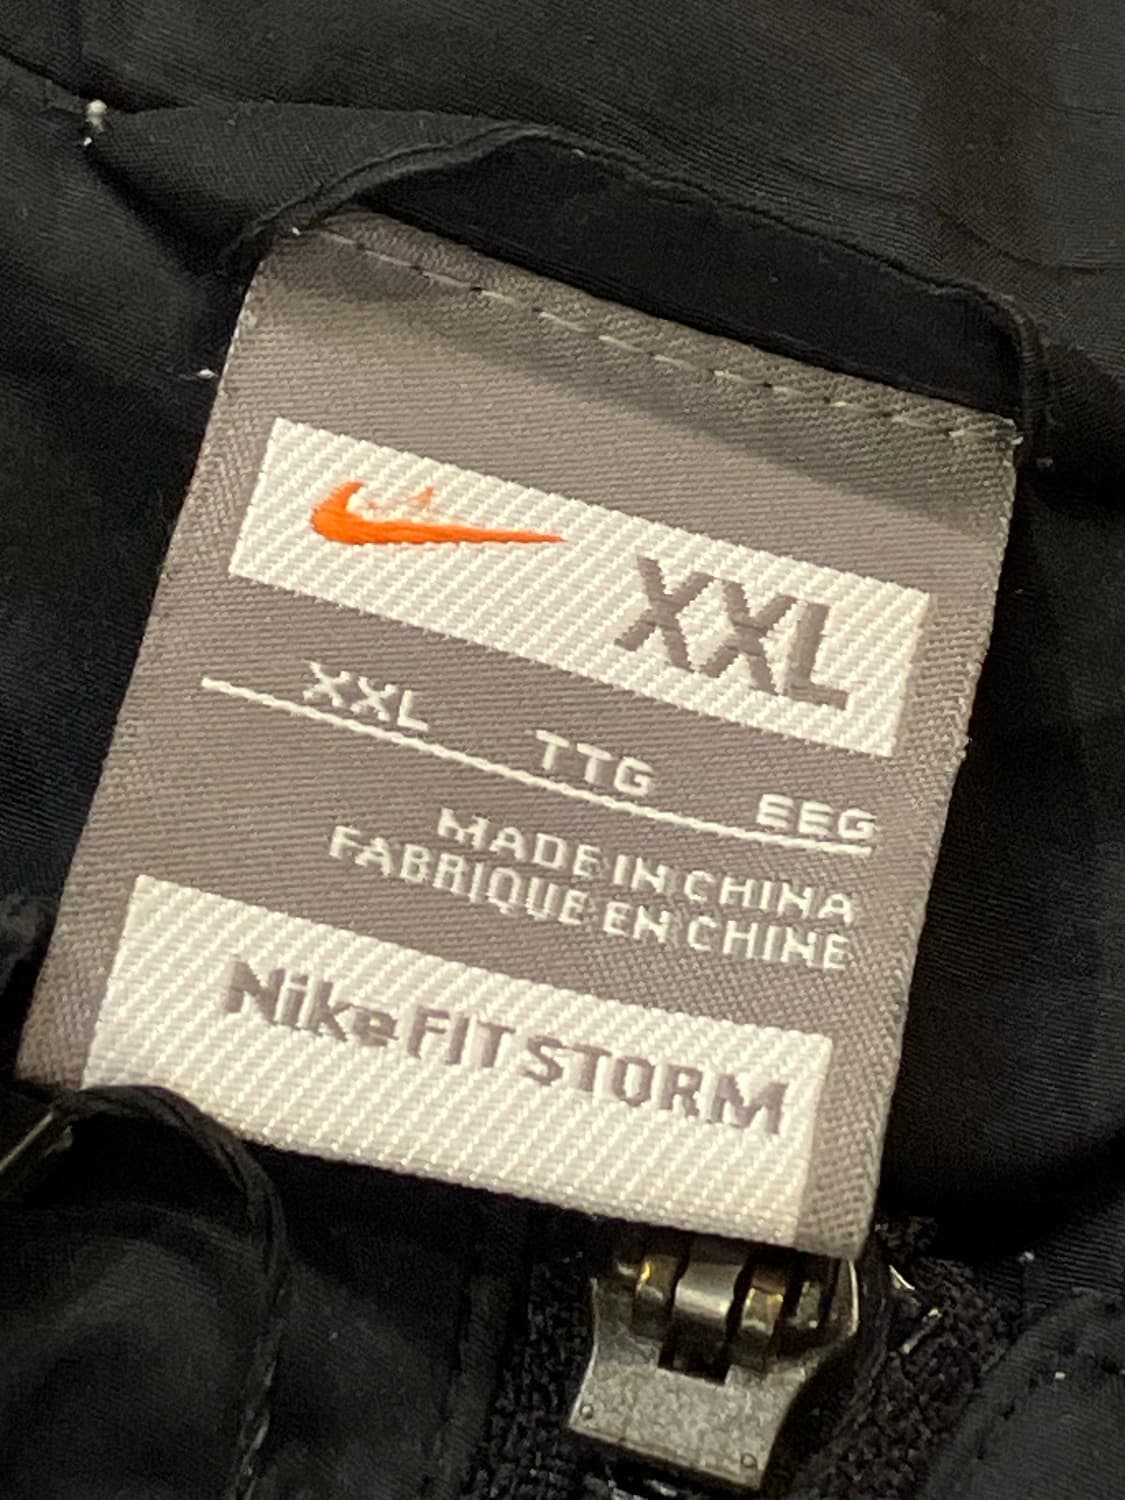 XXL
XXL TTG EEG
MADE IN CHINA
FABRIQUE EN CHINE
Nike FIT STORM